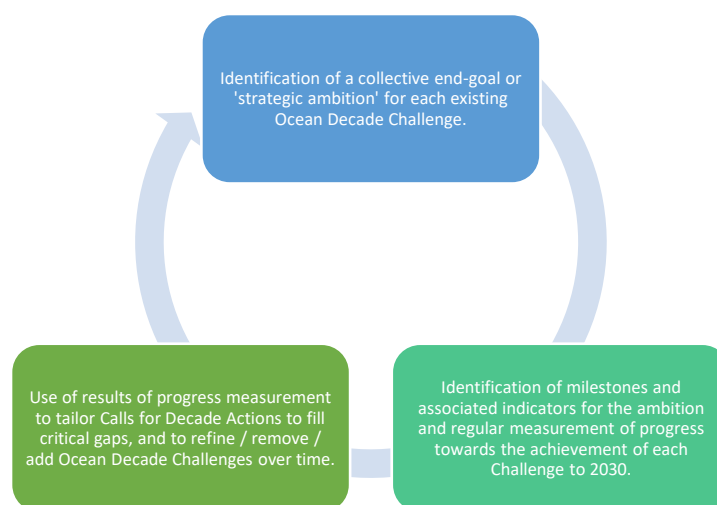 Identification of a collective end-goal or
'strategic ambition' for each existing
Ocean Decade Challenge.
Identification of milestones and
associated indicators for the ambition
and regular measurement of progress
towards the achievement of each
Challenge to 2030.
Use of results of progress measurement
to tailor Calls for Decade Actions to fill
critical gaps, and to refine / remove /
add Ocean Decade Challenges over time.